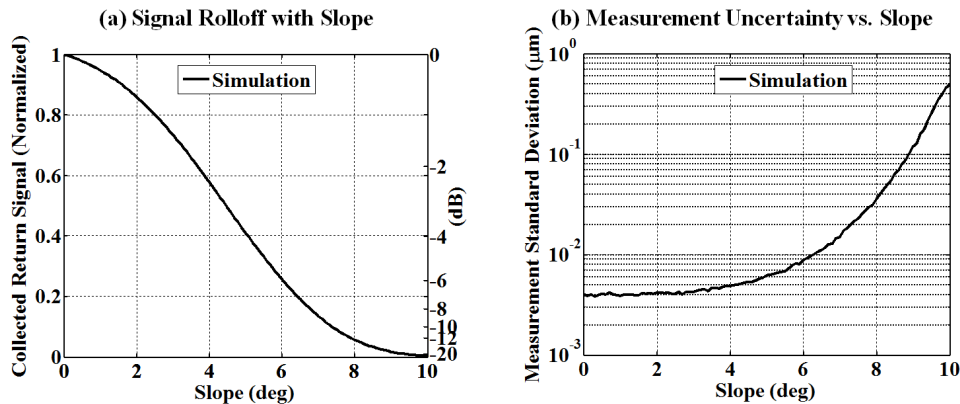 (a) Signal Rolloff with Slope
Collected Return Signal (Normalized)
1
0.8
0.6
0.4
0.2
0
Simulation
0
-2
-4
-6
-8
-10
-12
-20
(dB)
0 2 4 6 8 10
Slope (deg)
(b) Measurement Uncertainty vs. Slope
Measurement Standard Deviation (μm)
10^0
10^-1
10^-2
10^-3
Simulation
0 2 4 6 8 10
Slope (deg)